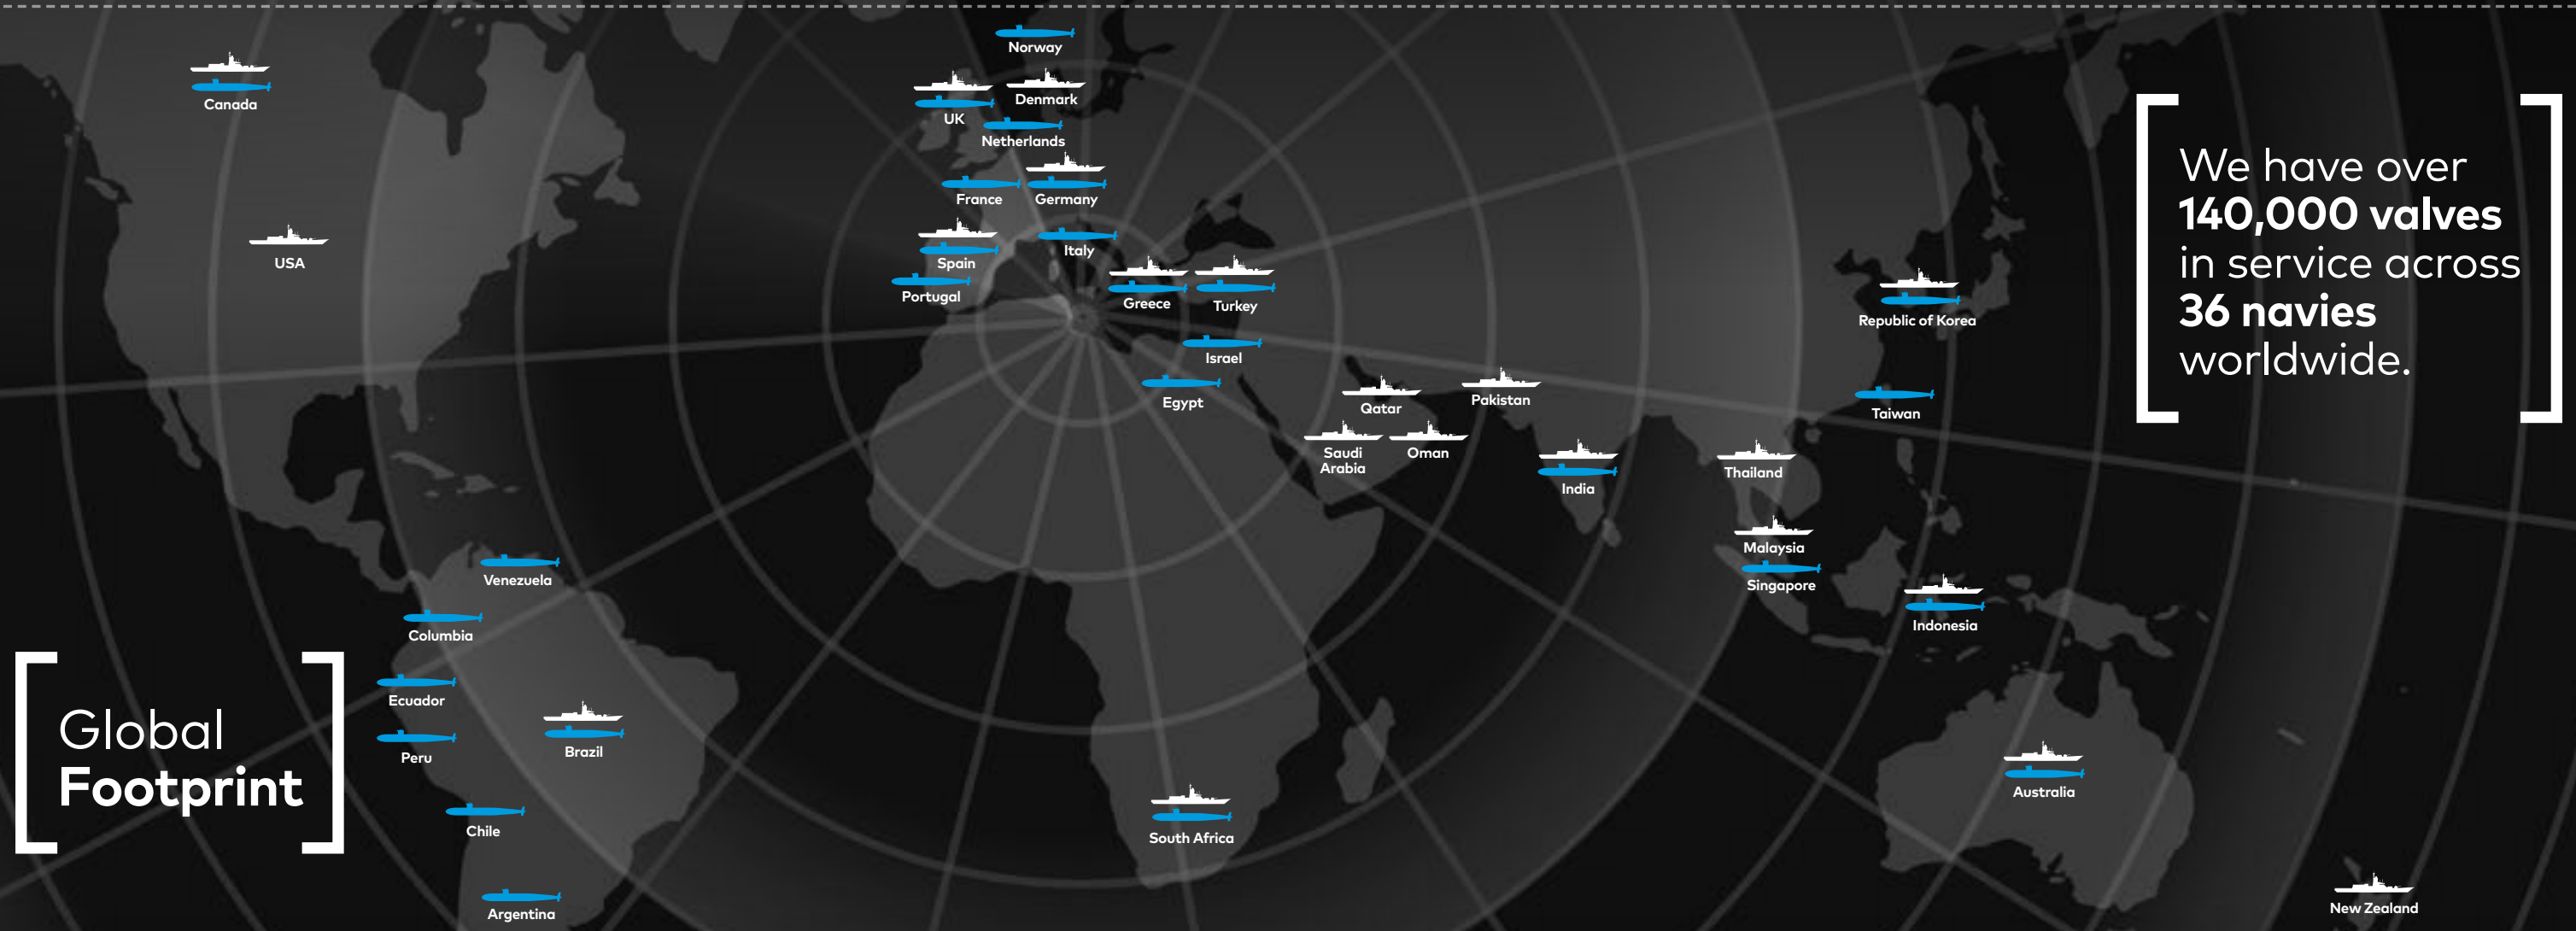 Norway
Canada
UK
Denmark
Netherlands
France
Germany
USA
Spain
Italy
Portugal
Greece
Turkey
Israel
Egypt
Qatar
Pakistan
Saudi
Arabia
Oman
India
Republic of Korea
Taiwan
Thailand
Malaysia
Singapore
Indonesia
Venezuela
Columbia
Ecuador
Peru
Brazil
Chile
Argentina
South Africa
Australia
New Zealand
We have over
140,000 valves
in service across
36 navies
worldwide.
Global
Footprint